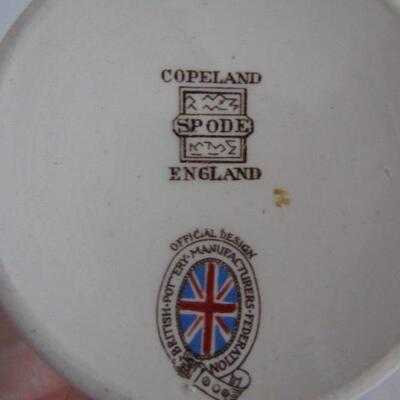 COPELAND
SPODE
ENGLAND
OFFICIAL DESIGN
BRITISH · POTTERY · MANUFACTURERS · FEDERATION